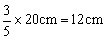 3/5 × 20cm = 12cm